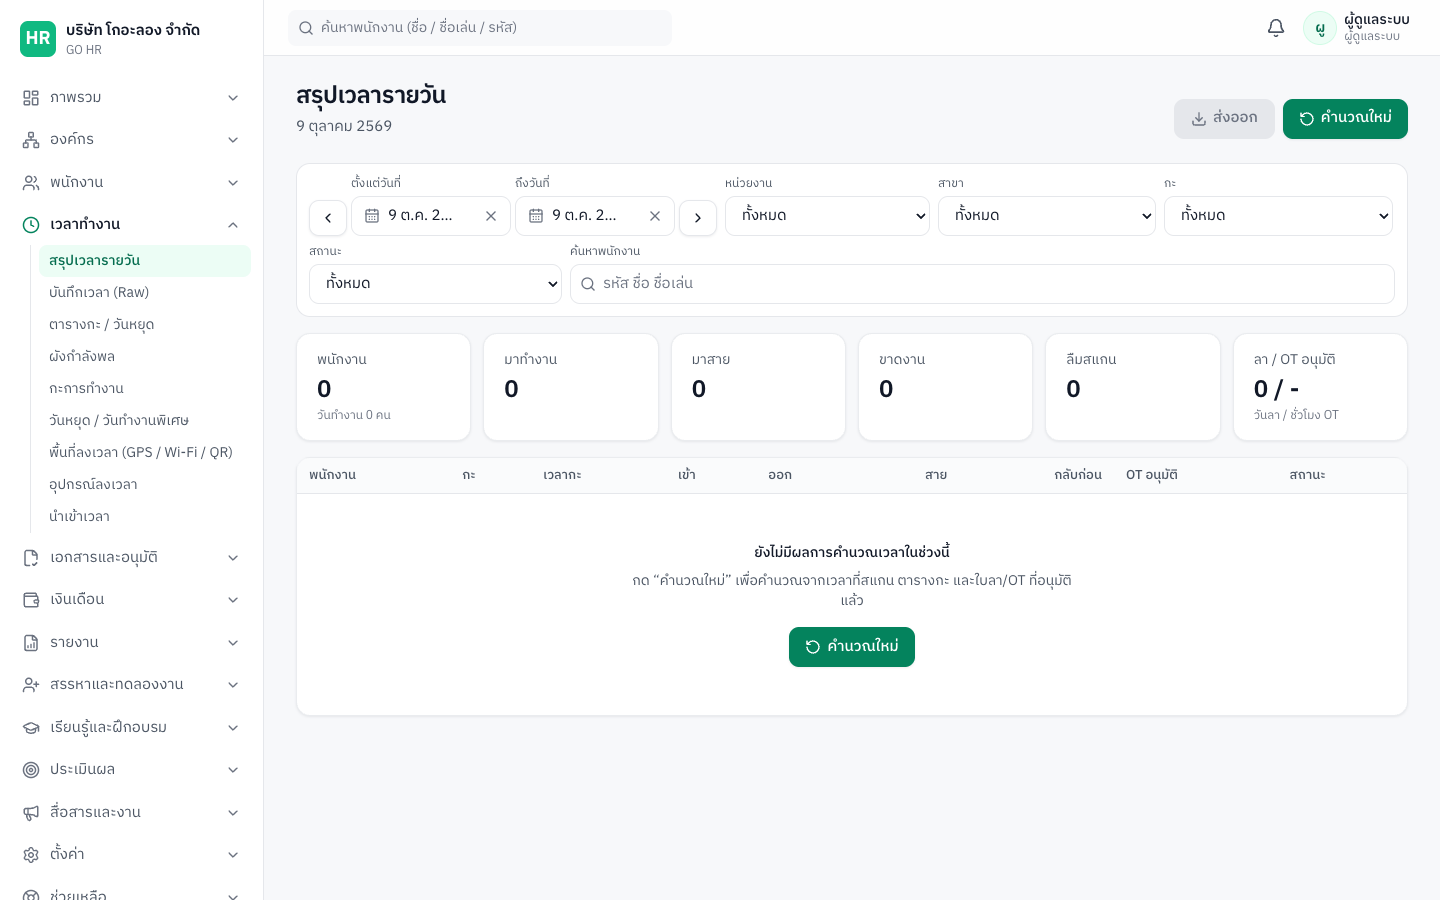 HR
บริษัท โกอะลอง จำกัด
GO HR
ภาพรวม
องค์กร
พนักงาน
เวลาทำงาน
สรุปเวลารายวัน
บันทึกเวลา (Raw)
ตารางกะ / วันหยุด
ผังกำลังพล
กะการทำงาน
วันหยุด / วันทำงานพิเศษ
พื้นที่ลงเวลา (GPS / Wi-Fi / QR)
อุปกรณ์ลงเวลา
นำเข้าเวลา
เอกสารและอนุมัติ
เงินเดือน
รายงาน
สรรหาและทดลองงาน
เรียนรู้และฝึกอบรม
ประเมินผล
สื่อสารและงาน
ตั้งค่า
ช่วยเหลือ
ค้นหาพนักงาน (ชื่อ / ชื่อเล่น / รหัส)
ผู้
ผู้ดูแลระบบ
ผู้ดูแลระบบ
สรุปเวลารายวัน
9 ตุลาคม 2569
ส่งออก
คำนวณใหม่
ตั้งแต่วันที่ ถึงวันที่ หน่วยงาน สาขา กะ
9 ต.ค. 2... 9 ต.ค. 2... ทั้งหมด ทั้งหมด ทั้งหมด
สถานะ ค้นหาพนักงาน
ทั้งหมด รหัส ชื่อ ชื่อเล่น
พนักงาน
0
วันทำงาน 0 คน
มาทำงาน
0
มาสาย
0
ขาดงาน
0
ลืมสแกน
0
ลา / OT อนุมัติ
0 / -
วันลา / ชั่วโมง OT
พนักงาน กะ เวลากะ เข้า ออก สาย กลับก่อน OT อนุมัติ สถานะ
ยังไม่มีผลการคำนวณเวลาในช่วงนี้
กด “คำนวณใหม่” เพื่อคำนวณจากเวลาที่สแกน ตารางกะ และใบลา/OT ที่อนุมัติ
แล้ว
คำนวณใหม่